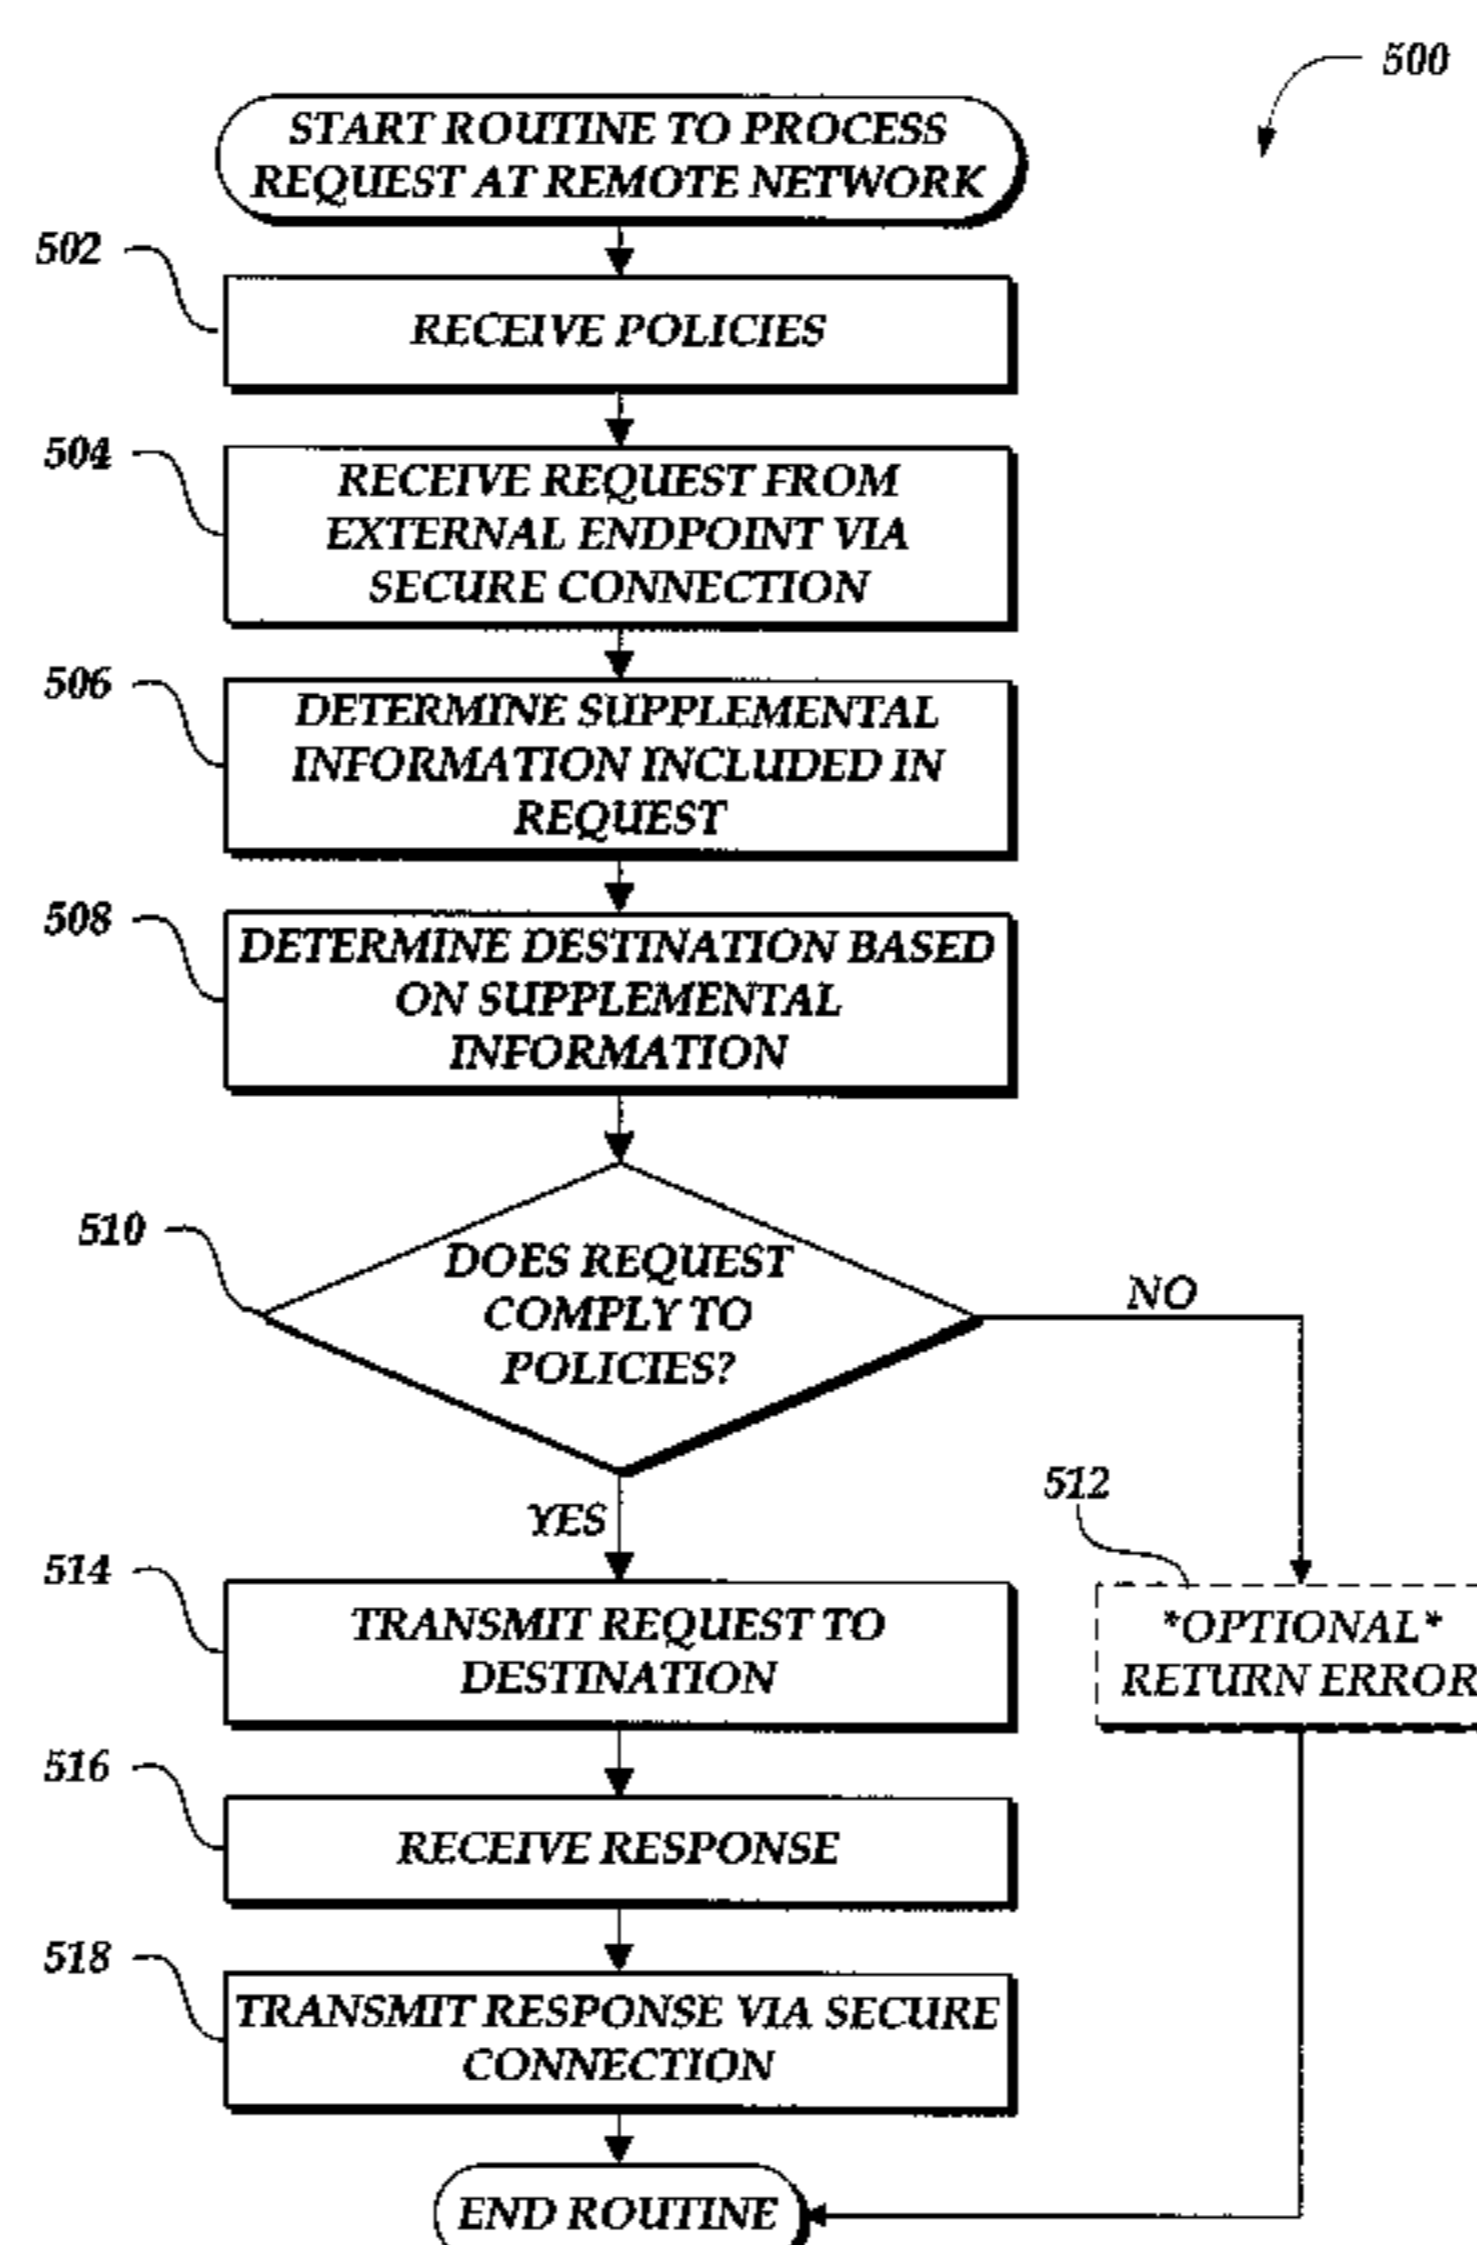 500
START ROUTINE TO PROCESS
REQUEST AT REMOTE NETWORK
502
RECEIVE POLICIES
504
RECEIVE REQUEST FROM
EXTERNAL ENDPOINT VIA
SECURE CONNECTION
506
DETERMINE SUPPLEMENTAL
INFORMATION INCLUDED IN
REQUEST
508
DETERMINE DESTINATION BASED
ON SUPPLEMENTAL
INFORMATION
510
DOES REQUEST
COMPLY TO
POLICIES?
NO
YES
512
*OPTIONAL*
RETURN ERROR
514
TRANSMIT REQUEST TO
DESTINATION
516
RECEIVE RESPONSE
518
TRANSMIT RESPONSE VIA SECURE
CONNECTION
END ROUTINE